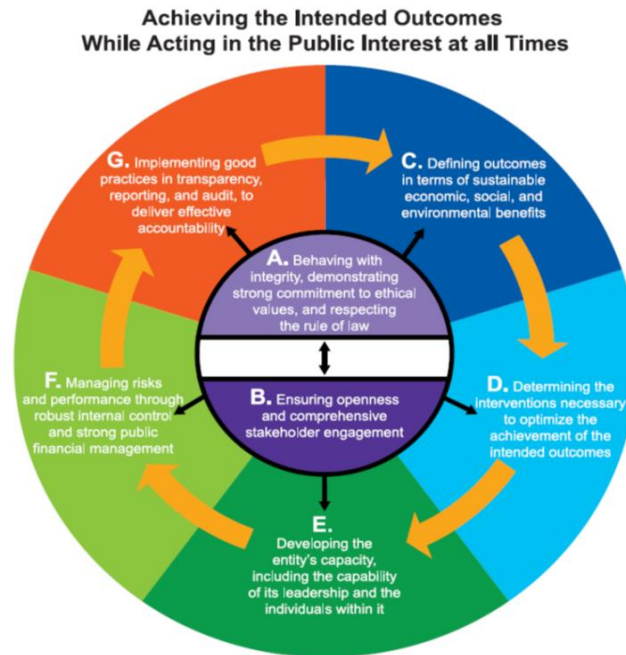 Achieving the Intended Outcomes
While Acting in the Public Interest at all Times
G. Implementing good
practices in transparency,
reporting, and audit, to
deliver effective
accountability
C. Defining outcomes
in terms of sustainable
economic, social, and
environmental benefits
A. Behaving with
integrity, demonstrating
strong commitment to ethical
values, and respecting
the rule of law
B. Ensuring openness
and comprehensive
stakeholder engagement
F. Managing risks
and performance through
robust internal control
and strong public
financial management
D. Determining the
interventions necessary
to optimize the
achievement of the
intended outcomes
E.
Developing the
entity's capacity,
including the capability
of its leadership and the
individuals within it